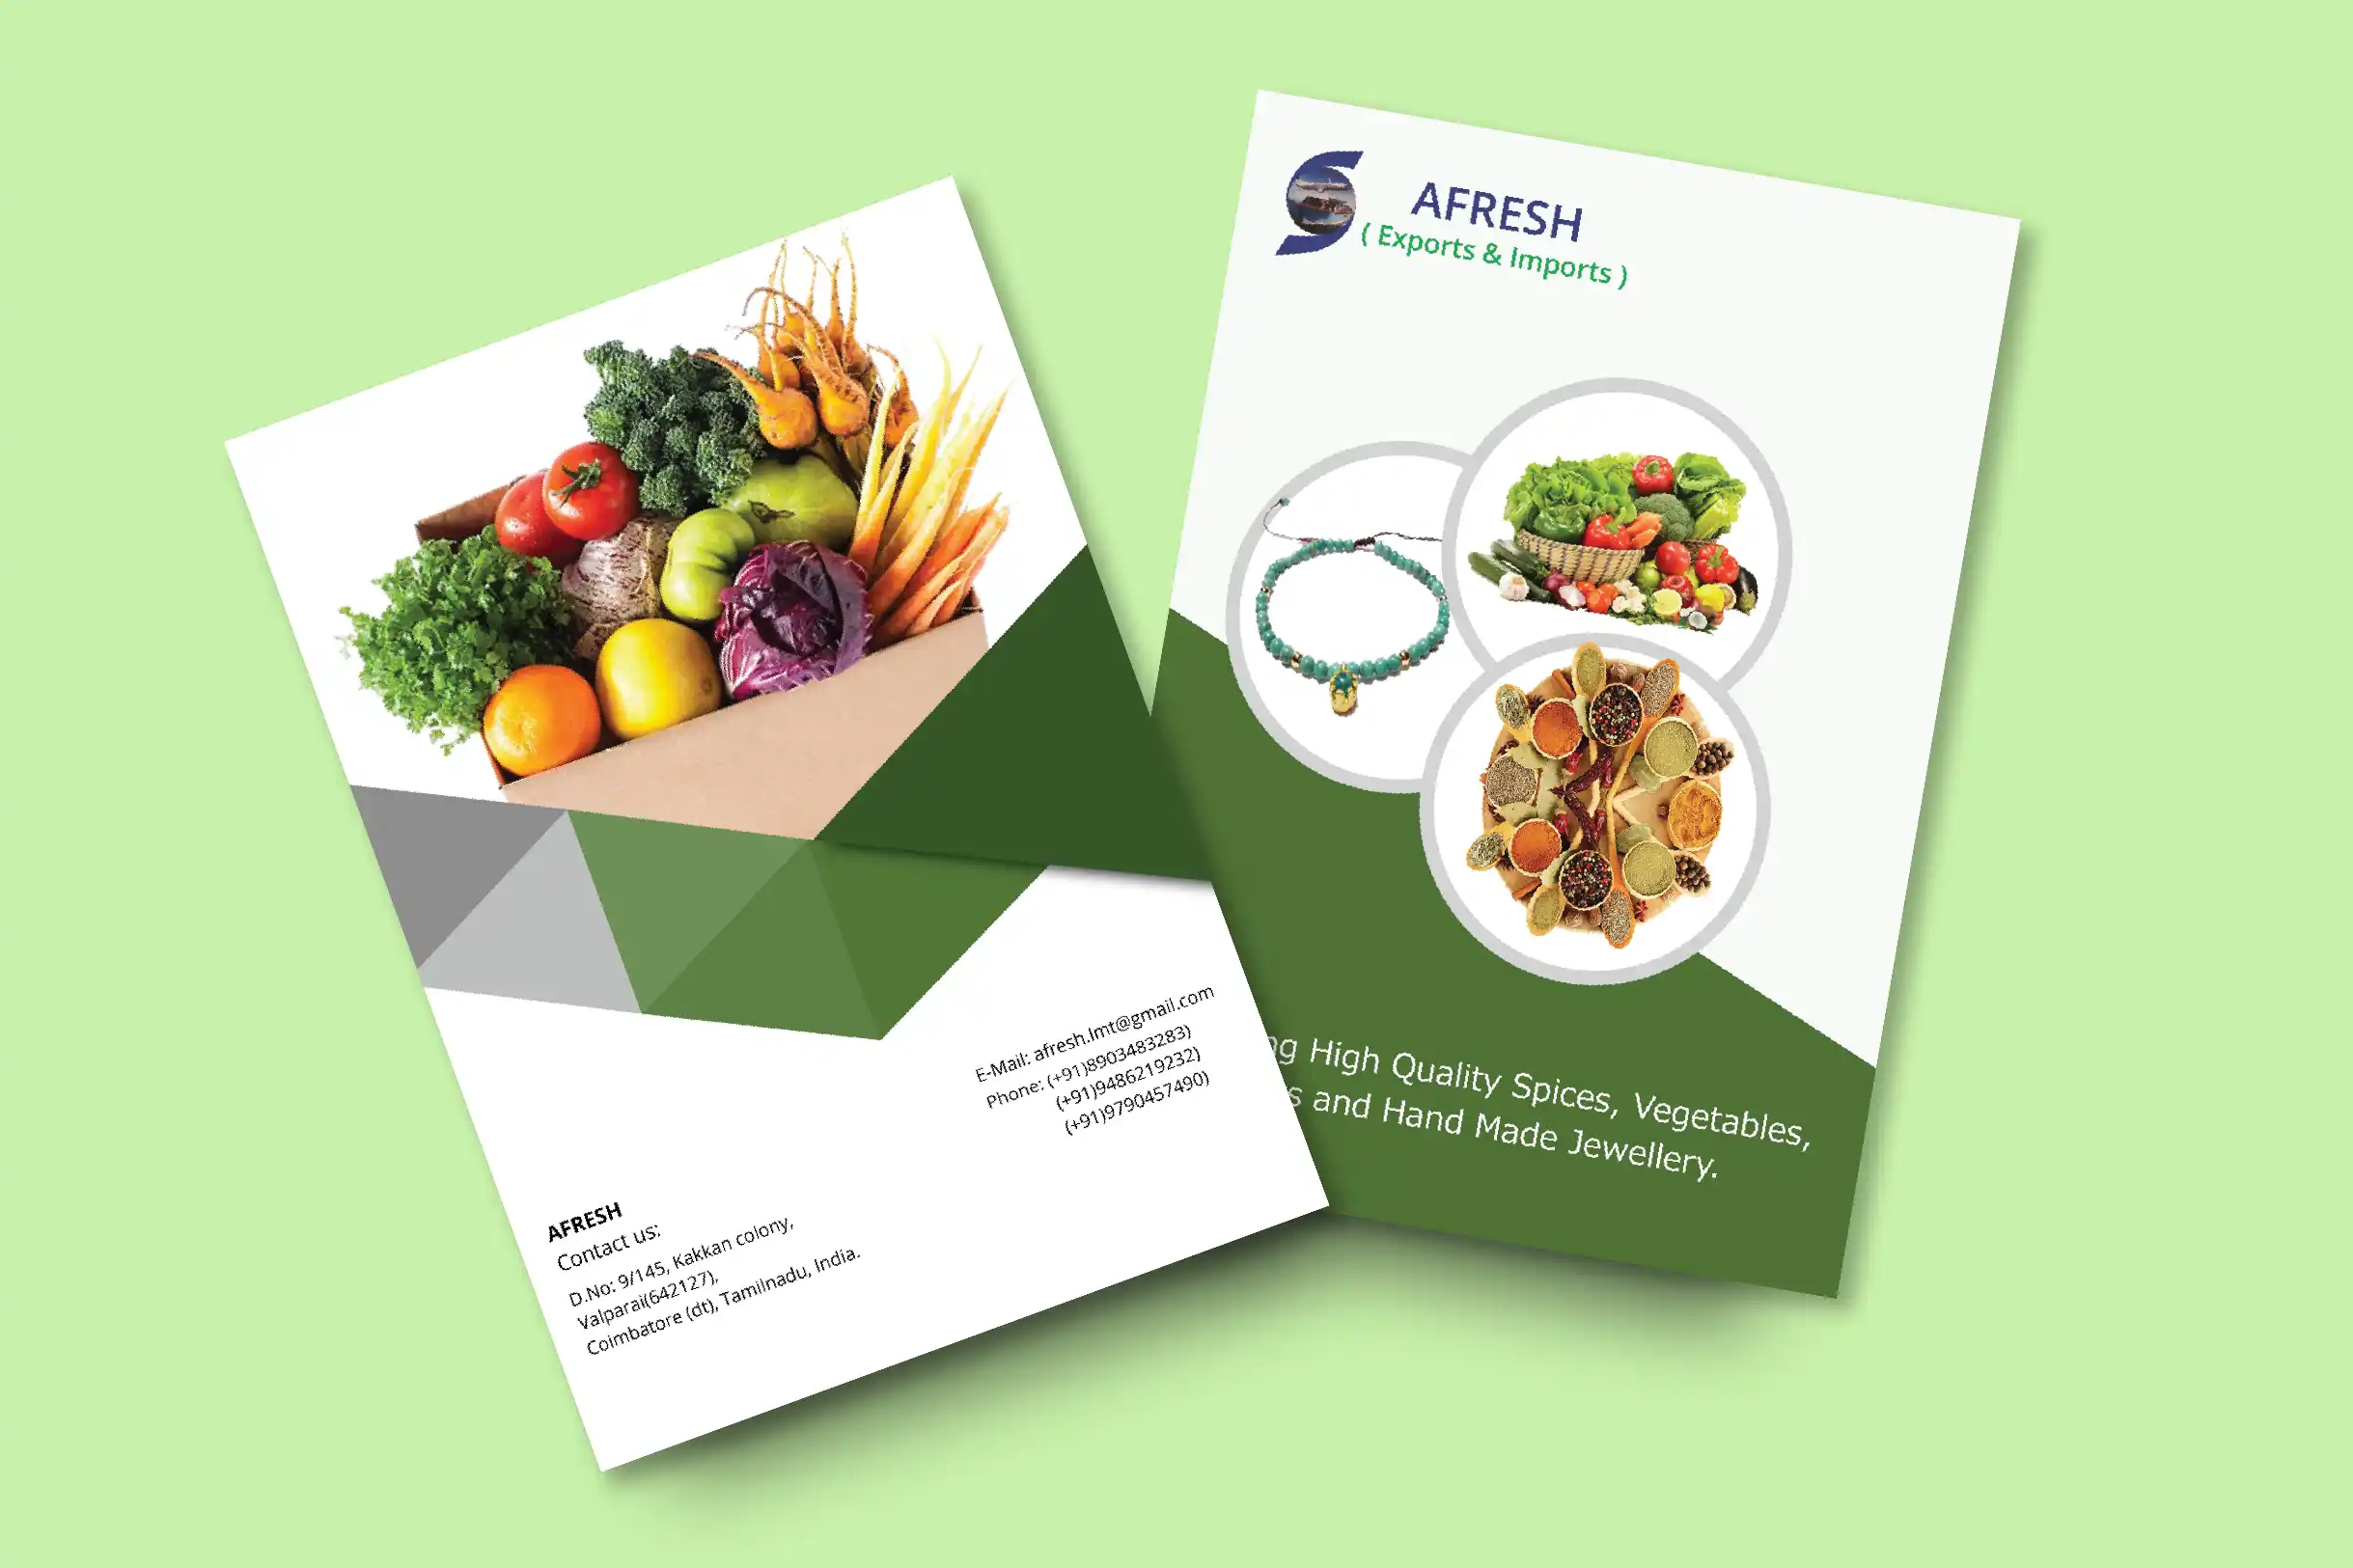 AFRESH
( Exports & Imports )
High Quality Spices, Vegetables,
and Hand Made Jewellery.
E-Mail: afresh.lmt@gmail.com
Phone: (+91)8903483283)
(+91)9486219232)
(+91)9790457490)
AFRESH
Contact us:
D.No: 9/145, Kakkan colony,
Valparai(642127),
Coimbatore (dt), Tamilnadu, India.